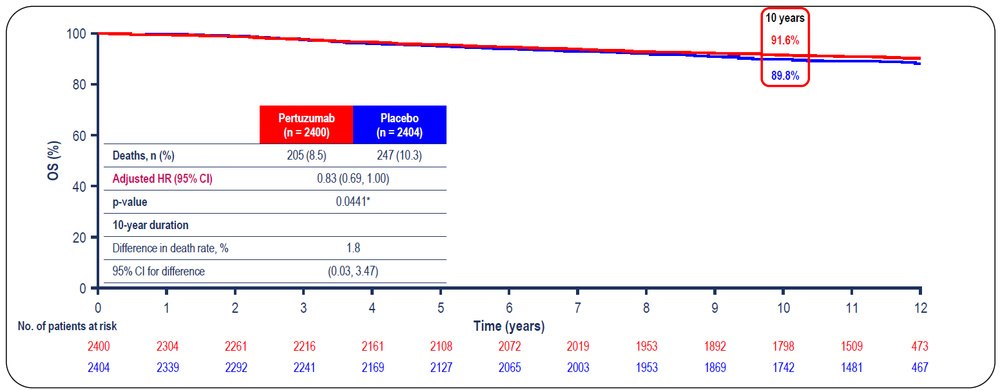 10 years
91.6%
89.8%
100
80
60
40
20
0
OS (%)
Pertuzumab Placebo
(n = 2400) (n = 2404)
Deaths, n (%) 205 (8.5) 247 (10.3)
Adjusted HR (95% CI) 0.83 (0.69, 1.00)
p-value 0.0441*
10-year duration
Difference in death rate, % 1.8
95% CI for difference (0.03, 3.47)
0 1 2 3 4 5 6 7 8 9 10 11 12
No. of patients at risk Time (years)
2400 2304 2261 2216 2161 2108 2072 2019 1953 1892 1798 1509 473
2404 2339 2292 2241 2169 2127 2065 2003 1953 1869 1742 1481 467